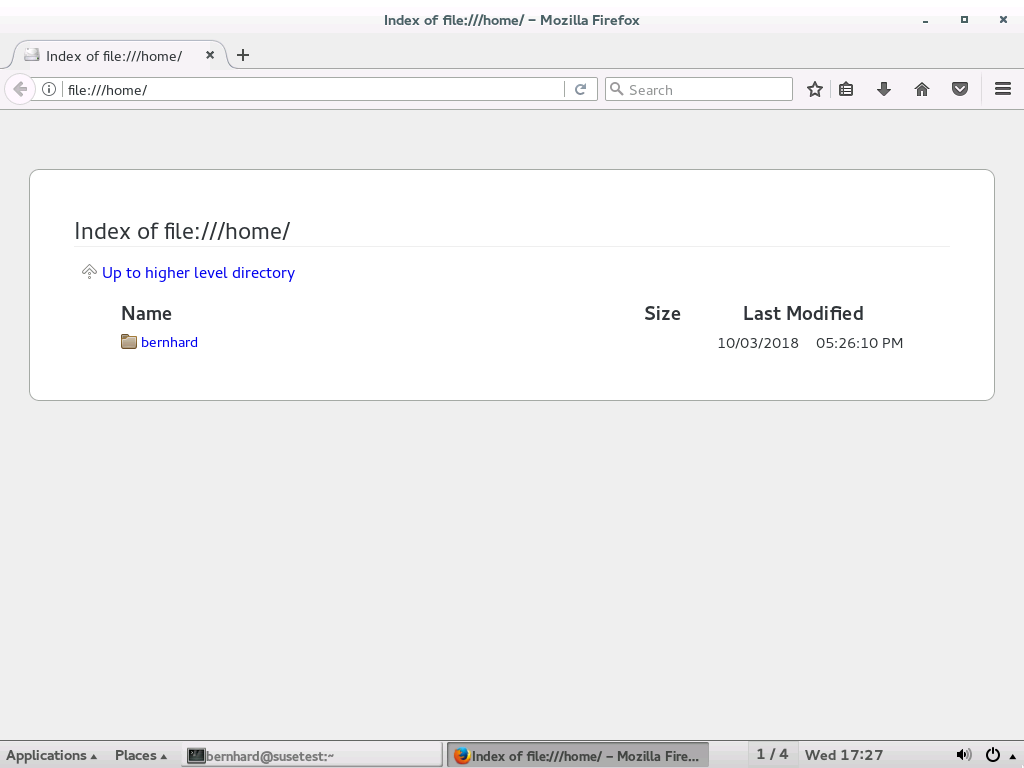 Index of file:///home/ – Mozilla Firefox
Index of file:///home/
file:///home/
Search
Index of file:///home/
Up to higher level directory
Name Size Last Modified
bernhard 10/03/2018 05:26:10 PM
Applications Places bernhard@susetest:~ Index of file:///home/ – Mozilla Fire... 1 / 4 Wed 17:27